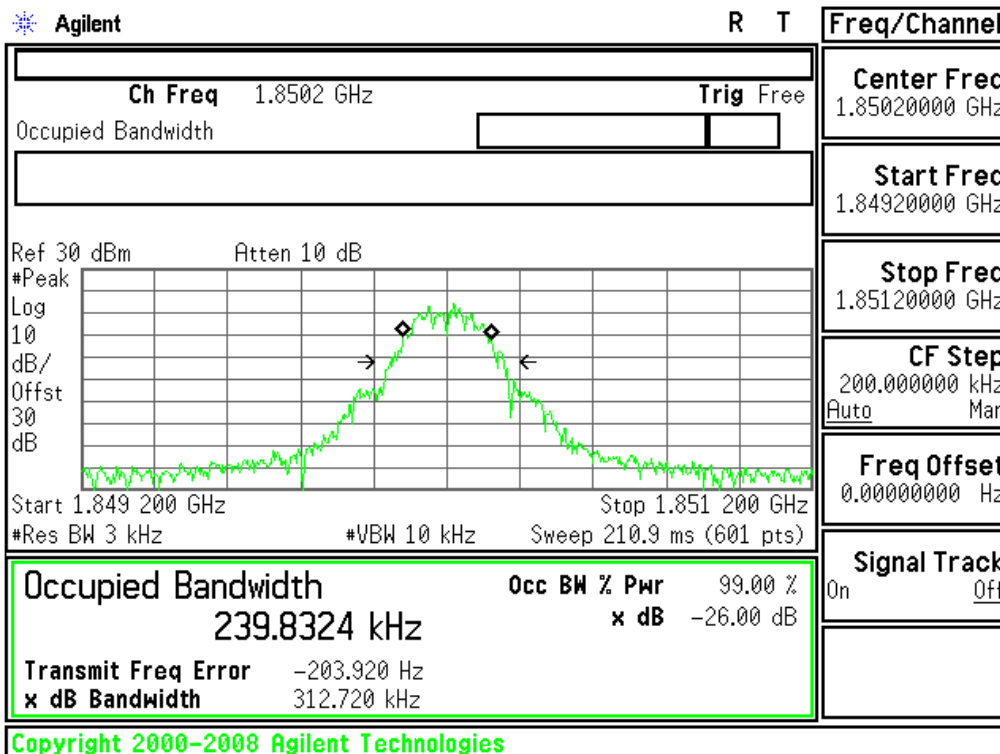 Agilent R T
Freq/Channel
Ch Freq 1.8502 GHz Trig Free
Occupied Bandwidth
Center Freq
1.85020000 GHz
Start Freq
1.84920000 GHz
Stop Freq
1.85120000 GHz
CF Step
200.000000 kHz
Auto Man
Freq Offset
0.00000000 Hz
Signal Track
On Off
Ref 30 dBm Atten 10 dB
#Peak
Log
10
dB/
Offst
30
dB
Start 1.849 200 GHz Stop 1.851 200 GHz
#Res BW 3 kHz #VBW 10 kHz Sweep 210.9 ms (601 pts)
Occupied Bandwidth
239.8324 kHz
Occ BW % Pwr 99.00 %
x dB -26.00 dB
Transmit Freq Error -203.920 Hz
x dB Bandwidth 312.720 kHz
Copyright 2000-2008 Agilent Technologies